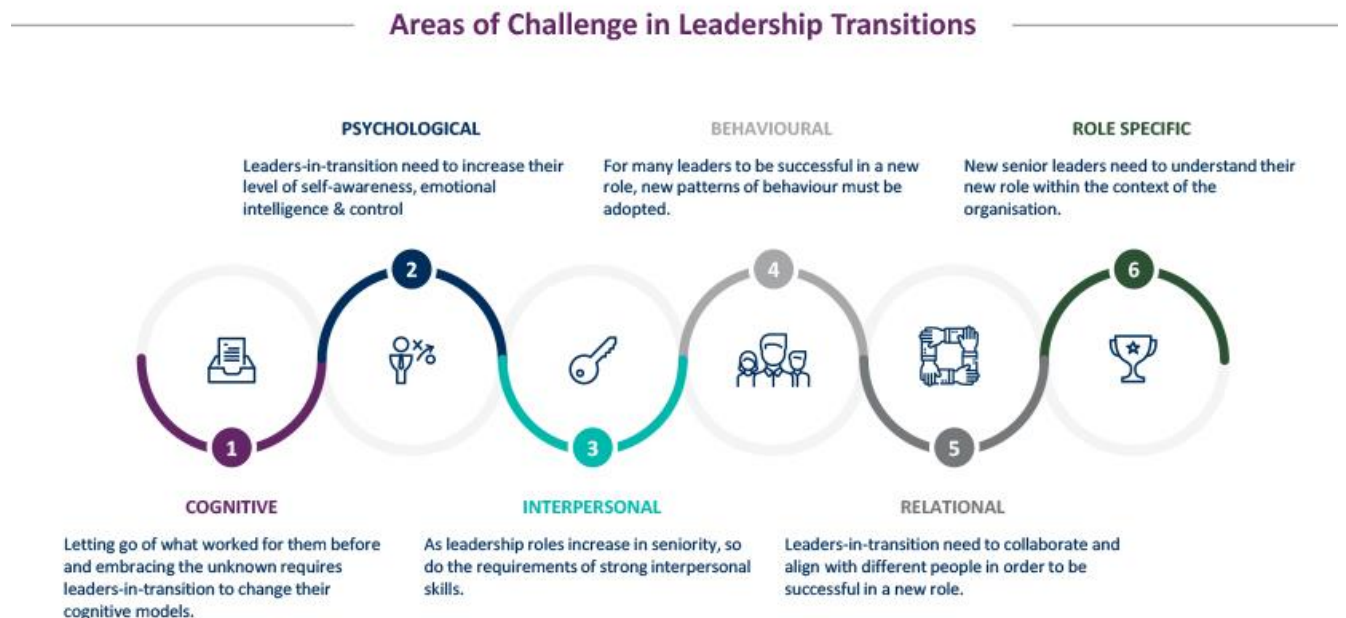 Areas of Challenge in Leadership Transitions
PSYCHOLOGICAL
Leaders-in-transition need to increase their
level of self-awareness, emotional
intelligence & control
BEHAVIOURAL
For many leaders to be successful in a new
role, new patterns of behaviour must be
adopted.
ROLE SPECIFIC
New senior leaders need to understand their
new role within the context of the
organisation.
2
4
6
1
3
5
COGNITIVE
Letting go of what worked for them before
and embracing the unknown requires
leaders-in-transition to change their
cognitive models.
INTERPERSONAL
As leadership roles increase in seniority, so
do the requirements of strong interpersonal
skills.
RELATIONAL
Leaders-in-transition need to collaborate and
align with different people in order to be
successful in a new role.